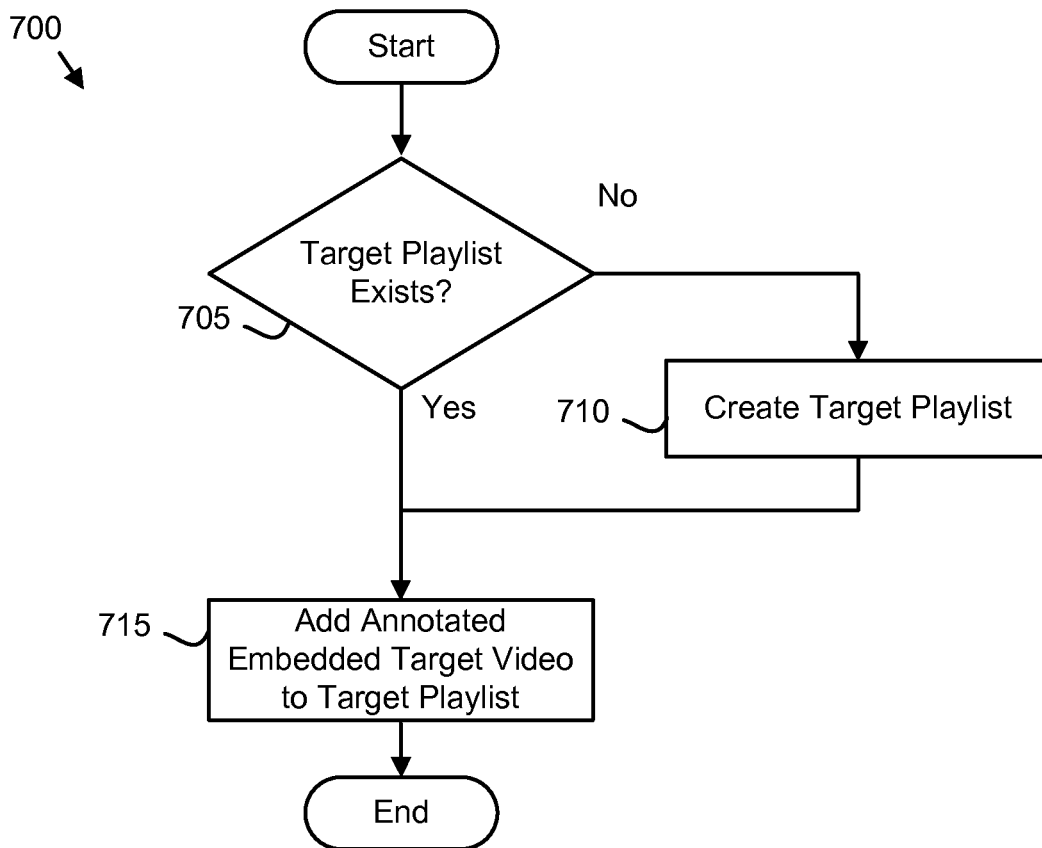 700
Start
No
Target Playlist
Exists?
705
Yes
710
Create Target Playlist
715
Add Annotated
Embedded Target Video
to Target Playlist
End